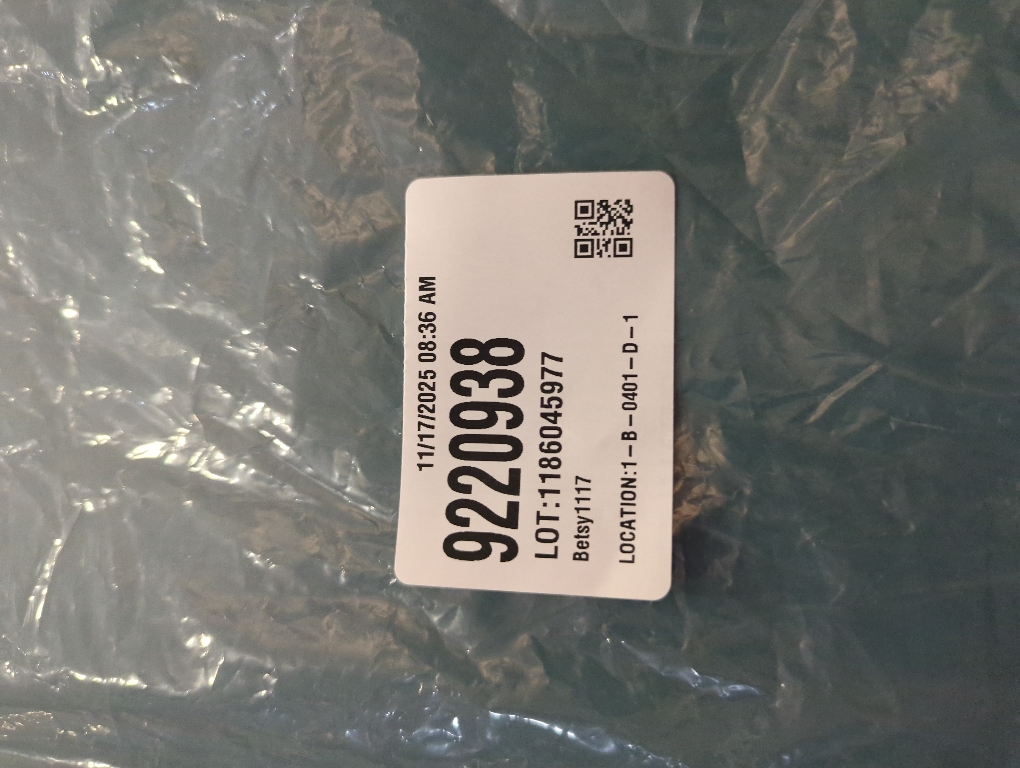 11/17/2025 08:36 AM
9220938
LOT:1186045977
Betsy1117
LOCATION:1-B-0401-D-1